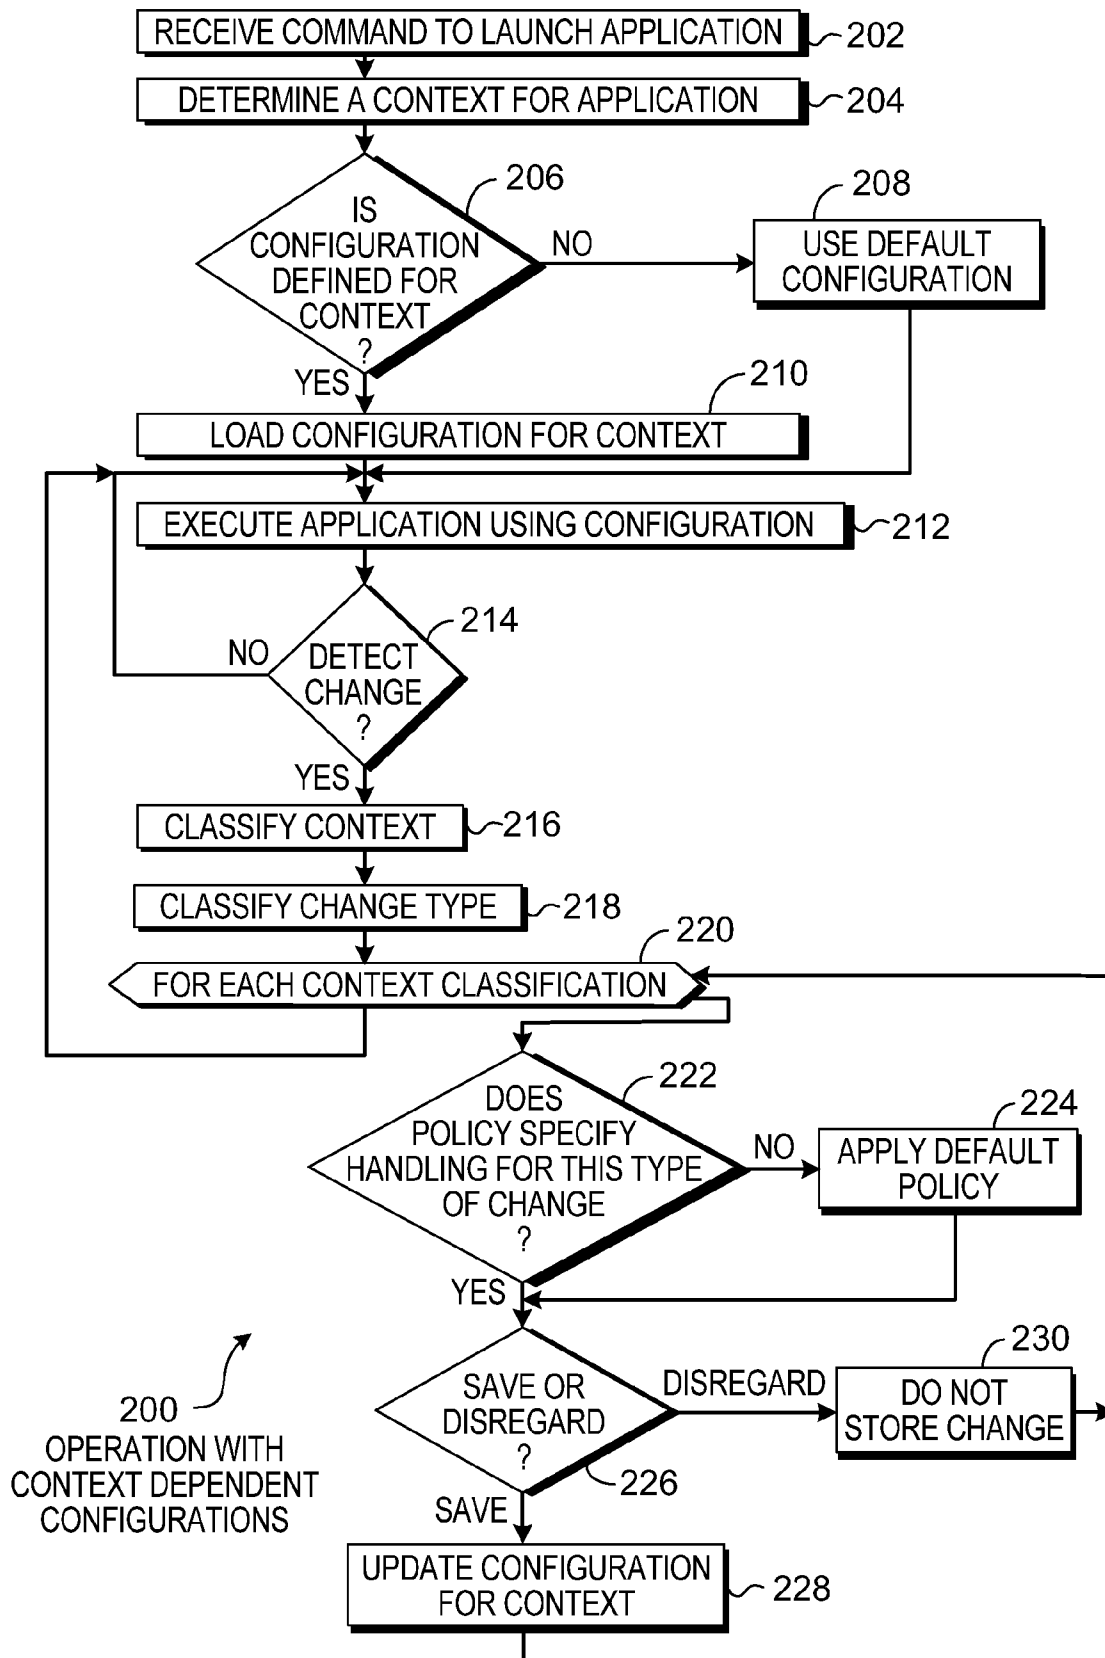 RECEIVE COMMAND TO LAUNCH APPLICATION
202
DETERMINE A CONTEXT FOR APPLICATION
204
206
IS
CONFIGURATION
DEFINED FOR
CONTEXT
?
NO
208
USE DEFAULT
CONFIGURATION
YES
210
LOAD CONFIGURATION FOR CONTEXT
EXECUTE APPLICATION USING CONFIGURATION
212
214
NO
DETECT
CHANGE
?
YES
CLASSIFY CONTEXT
216
CLASSIFY CHANGE TYPE
218
220
FOR EACH CONTEXT CLASSIFICATION
222
DOES
POLICY SPECIFY
HANDLING FOR THIS TYPE
OF CHANGE
?
NO
224
APPLY DEFAULT
POLICY
YES
SAVE OR
DISREGARD
?
226
DISREGARD
230
DO NOT
STORE CHANGE
200
OPERATION WITH
CONTEXT DEPENDENT
CONFIGURATIONS
SAVE
UPDATE CONFIGURATION
FOR CONTEXT
228